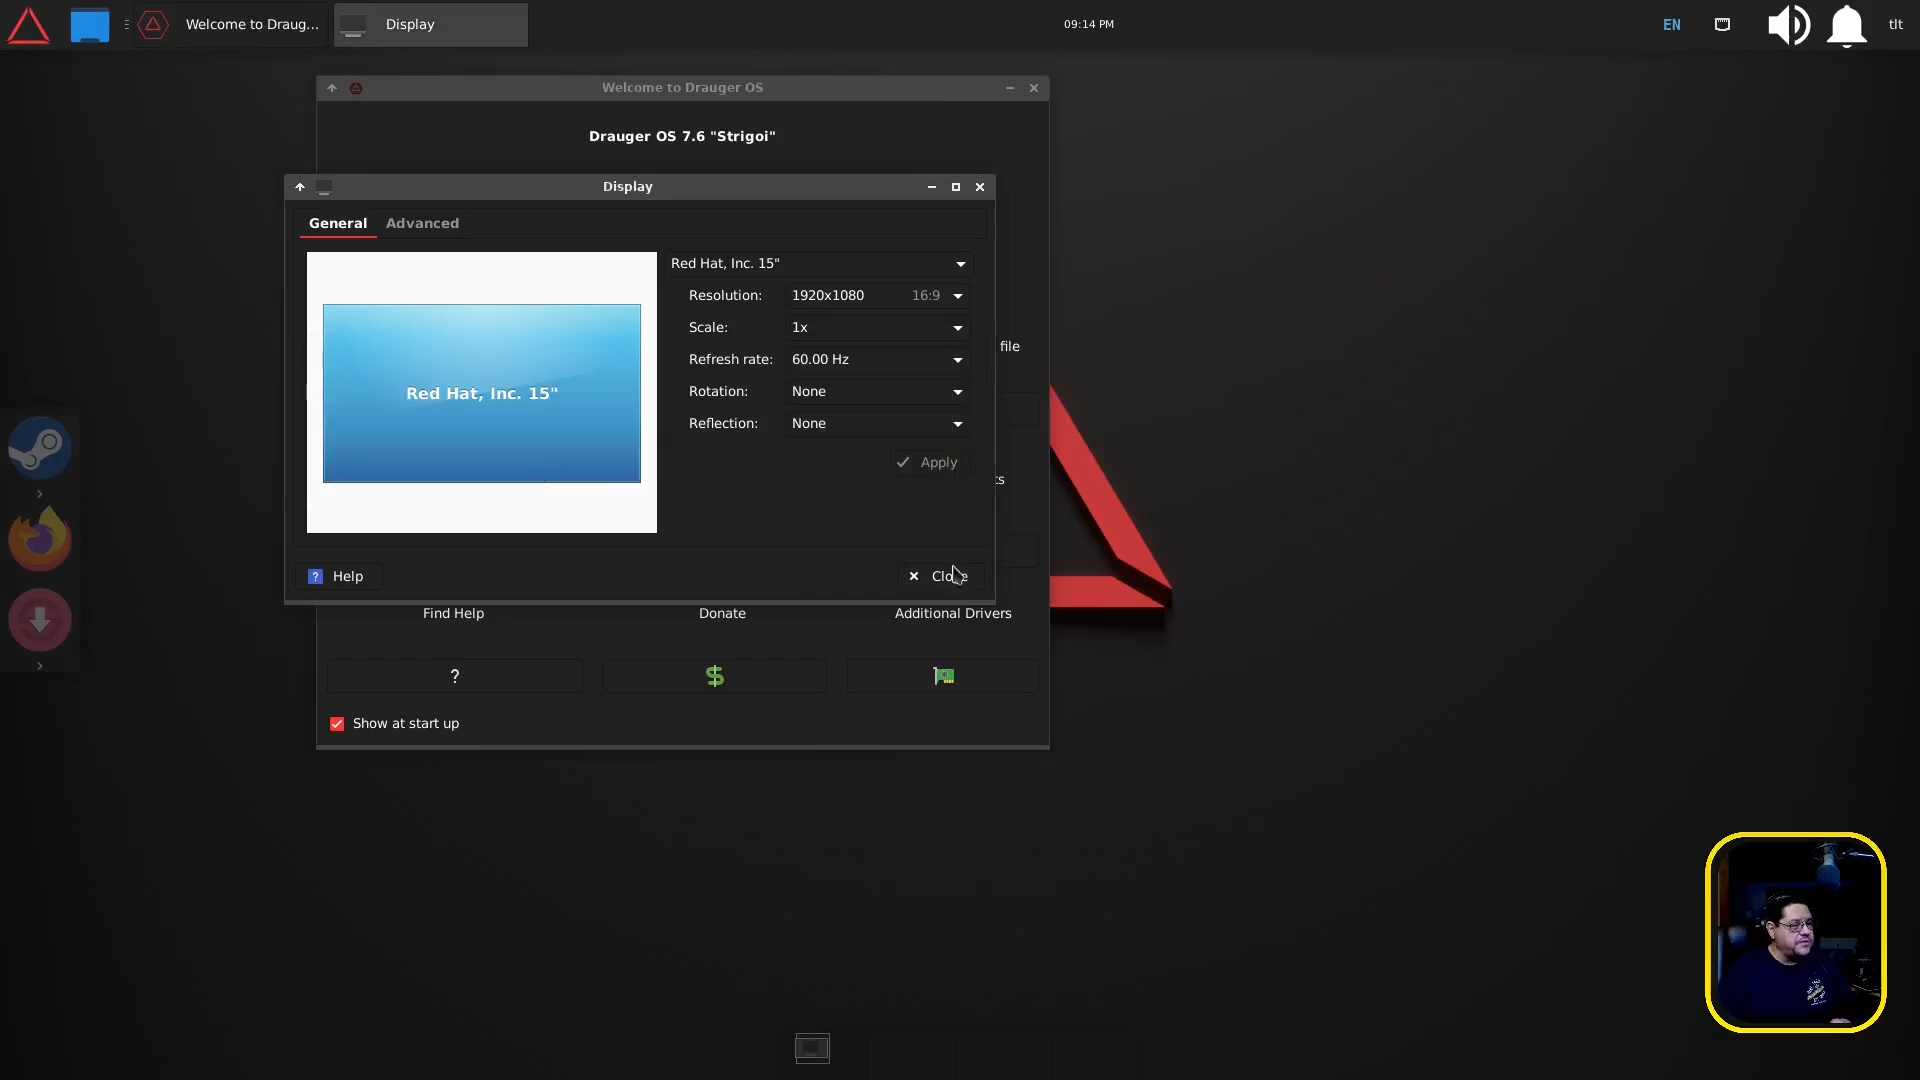 Welcome to Draug...
Display
09:14 PM
EN
tlt
Welcome to Drauger OS
Drauger OS 7.6 "Strigoi"
Display
General
Advanced
Red Hat, Inc. 15"
Resolution:
1920x1080
16:9
Scale:
1x
file
Refresh rate:
60.00 Hz
Red Hat, Inc. 15"
Rotation:
None
Reflection:
None
Apply
ts
? Help
Find Help
Donate
Additional Drivers
?
$
Show at start up